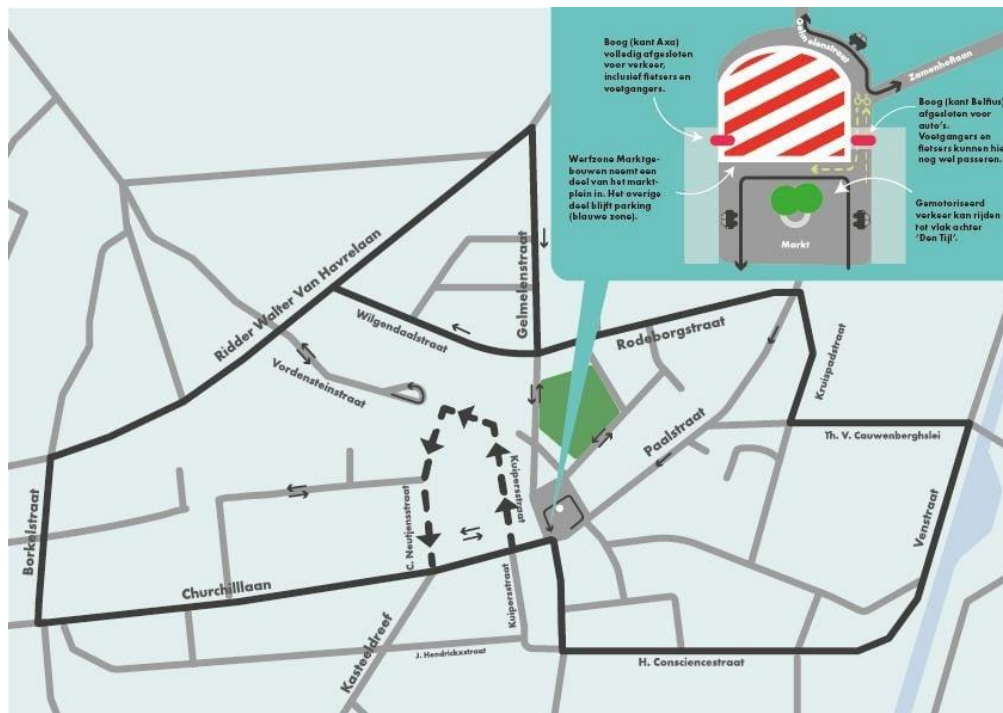 Boog (kant Axa)
volledig afgesloten
voor verkeer,
inclusief fietsers en
voetgangers.
Gelmelenstraat
Zamenhoflaan
Boog (kant Belfius)
afgesloten voor
auto's.
Voetgangers en
fietsers kunnen hier
nog wel passeren.
Werfzone Marktge-
bouwen neemt een
deel van het markt-
plein in. Het overige
deel blijft parking
(blauwe zone).
Gemotoriseerd
verkeer kan rijden
tot vlak achter
'Den Tijl'.
Markt
Ridder Walter Van Havrelaan
Gelmelenstraat
Wilgendaalstraat
Rodeborgstraat
Kruispadstraat
Vordensteinstraat
Paalstraat
Th. V. Cauwenberghslei
Kuipersstraat
C. Neutjensstraat
Borkelstraat
Venstraat
Churchilllaan
Kuipersstraat
Kasteeldreef
J. Hendrickxstraat
H. Consciencestraat